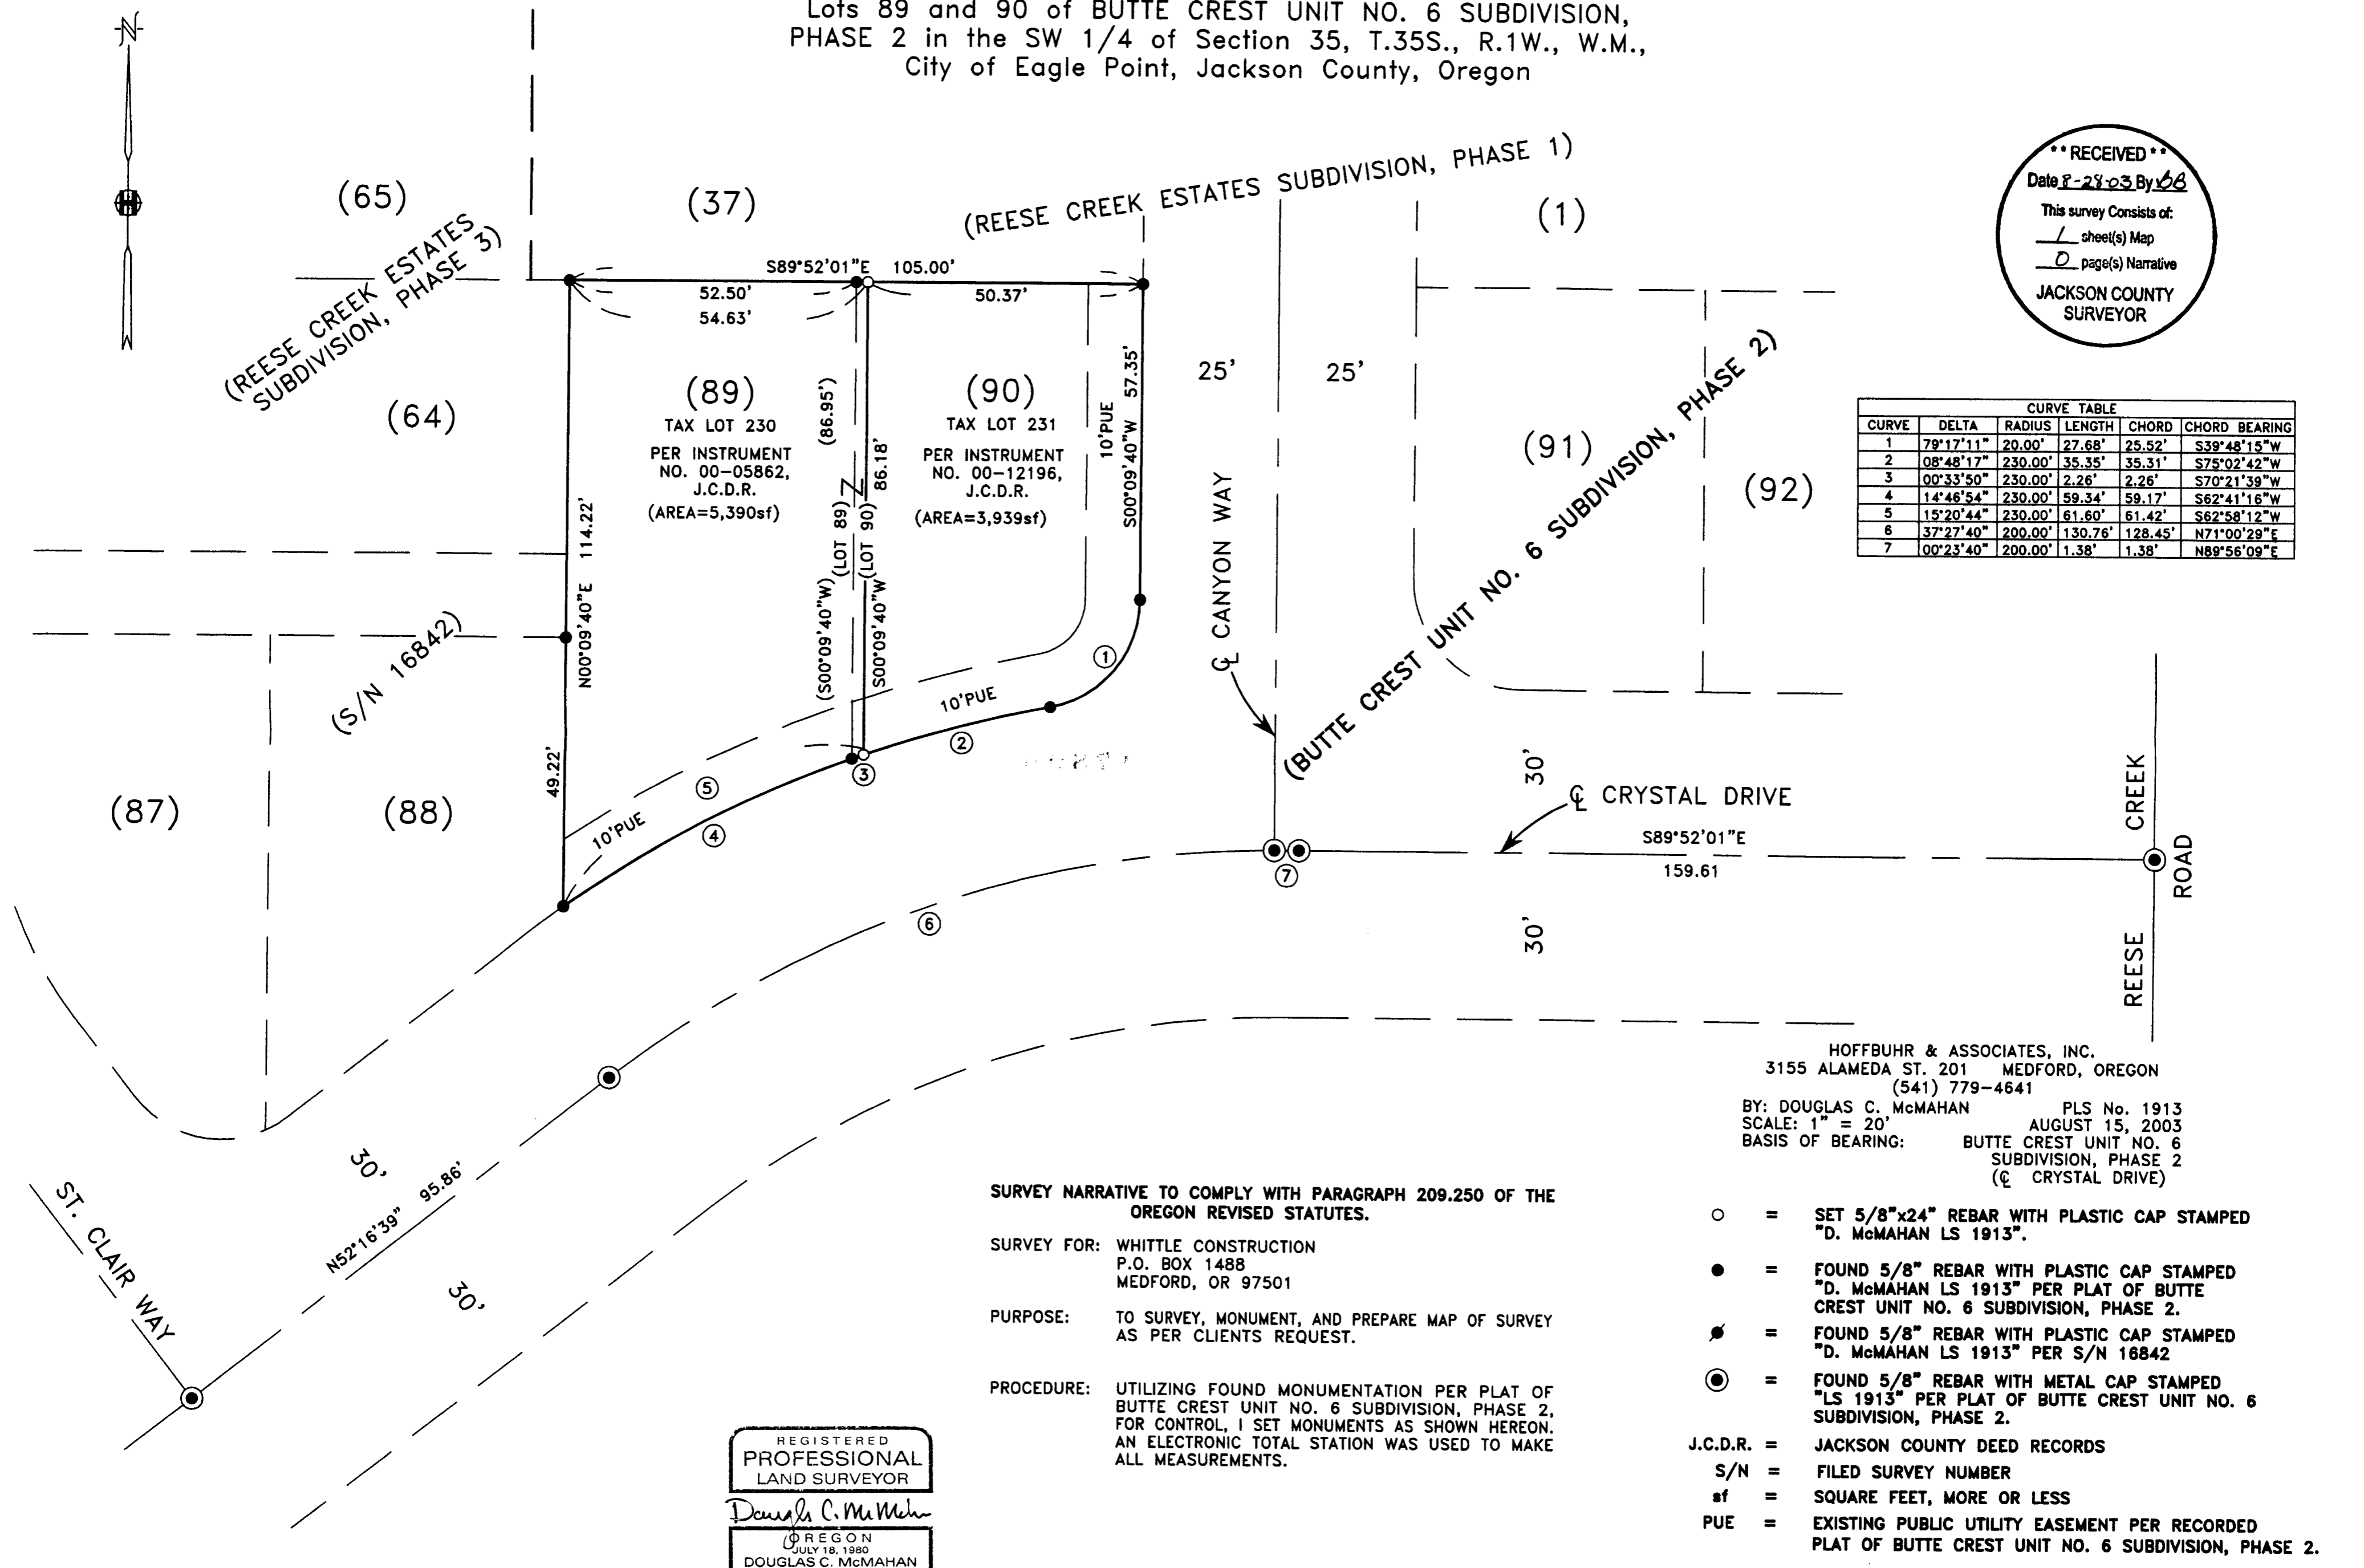 Lots 89 and 90 of BUTTE CREST UNIT NO. 6 SUBDIVISION,
PHASE 2 in the SW 1/4 of Section 35, T.35S., R.1W., W.M.,
City of Eagle Point, Jackson County, Oregon
N
H
(65)
(37)
(REESE CREEK ESTATES SUBDIVISION, PHASE 1)
(1)
** RECEIVED **
Date 8-28-03 By BB
This survey Consists of:
1 sheet(s) Map
0 page(s) Narrative
JACKSON COUNTY
SURVEYOR
(REESE CREEK ESTATES
SUBDIVISION, PHASE 3)
S89°52'01"E 105.00'
52.50'
50.37'
54.63'
(64)
(89)
TAX LOT 230
PER INSTRUMENT
NO. 00-05862,
J.C.D.R.
(AREA=5,390sf)
(86.95')
86.18'
(90)
TAX LOT 231
PER INSTRUMENT
NO. 00-12196,
J.C.D.R.
(AREA=3,939sf)
10'PUE
S00°09'40"W 57.35'
25'
25'
(91)
(92)
CURVE TABLE
CURVE DELTA RADIUS LENGTH CHORD CHORD BEARING
1 79°17'11" 20.00' 27.68' 25.52' S39°48'15"W
2 08°48'17" 230.00' 35.35' 35.31' S75°02'42"W
3 00°33'50" 230.00' 2.26' 2.26' S70°21'39"W
4 14°46'54" 230.00' 59.34' 59.17' S62°41'16"W
5 15°20'44" 230.00' 61.60' 61.42' S62°58'12"W
6 37°27'40" 200.00' 130.76' 128.45' N71°00'29"E
7 00°23'40" 200.00' 1.38' 1.38' N89°56'09"E
N00°09'40"E 114.22'
(S00°09'40"W)
(LOT 89)
(LOT 90)
S00°09'40"W
℄ CANYON WAY
(BUTTE CREST UNIT NO. 6 SUBDIVISION, PHASE 2)
(S/N 16842)
1
10'PUE
2
3
49.22'
(87)
(88)
5
10'PUE
4
6
7
30'
℄ CRYSTAL DRIVE
S89°52'01"E
159.61
30'
REESE CREEK
ROAD
30'
N52°16'39" 95.86'
30'
ST. CLAIR WAY
HOFFBUHR & ASSOCIATES, INC.
3155 ALAMEDA ST. 201 MEDFORD, OREGON
(541) 779-4641
BY: DOUGLAS C. McMAHAN PLS No. 1913
SCALE: 1" = 20' AUGUST 15, 2003
BASIS OF BEARING: BUTTE CREST UNIT NO. 6
SUBDIVISION, PHASE 2
(℄ CRYSTAL DRIVE)
SURVEY NARRATIVE TO COMPLY WITH PARAGRAPH 209.250 OF THE
OREGON REVISED STATUTES.
SURVEY FOR: WHITTLE CONSTRUCTION
P.O. BOX 1488
MEDFORD, OR 97501
PURPOSE: TO SURVEY, MONUMENT, AND PREPARE MAP OF SURVEY
AS PER CLIENTS REQUEST.
PROCEDURE: UTILIZING FOUND MONUMENTATION PER PLAT OF
BUTTE CREST UNIT NO. 6 SUBDIVISION, PHASE 2,
FOR CONTROL, I SET MONUMENTS AS SHOWN HEREON.
AN ELECTRONIC TOTAL STATION WAS USED TO MAKE
ALL MEASUREMENTS.
= SET 5/8"x24" REBAR WITH PLASTIC CAP STAMPED
"D. McMAHAN LS 1913".
= FOUND 5/8" REBAR WITH PLASTIC CAP STAMPED
"D. McMAHAN LS 1913" PER PLAT OF BUTTE
CREST UNIT NO. 6 SUBDIVISION, PHASE 2.
= FOUND 5/8" REBAR WITH PLASTIC CAP STAMPED
"D. McMAHAN LS 1913" PER S/N 16842
= FOUND 5/8" REBAR WITH METAL CAP STAMPED
"LS 1913" PER PLAT OF BUTTE CREST UNIT NO. 6
SUBDIVISION, PHASE 2.
J.C.D.R. = JACKSON COUNTY DEED RECORDS
S/N = FILED SURVEY NUMBER
sf = SQUARE FEET, MORE OR LESS
PUE = EXISTING PUBLIC UTILITY EASEMENT PER RECORDED
PLAT OF BUTTE CREST UNIT NO. 6 SUBDIVISION, PHASE 2.
REGISTERED
PROFESSIONAL
LAND SURVEYOR
Douglas C. McMahan
OREGON
JULY 18, 1980
DOUGLAS C. McMAHAN